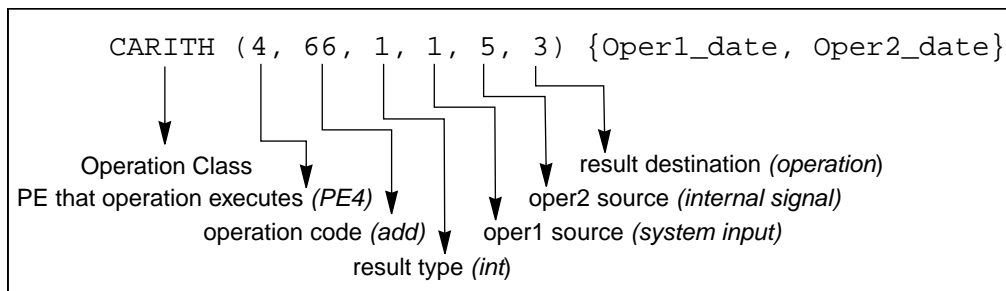 CARITH (4, 66, 1, 1, 5, 3) {Oper1_date, Oper2_date}
Operation Class
result destination (operation)
PE that operation executes (PE4)
oper2 source (internal signal)
operation code (add)
oper1 source (system input)
result type (int)